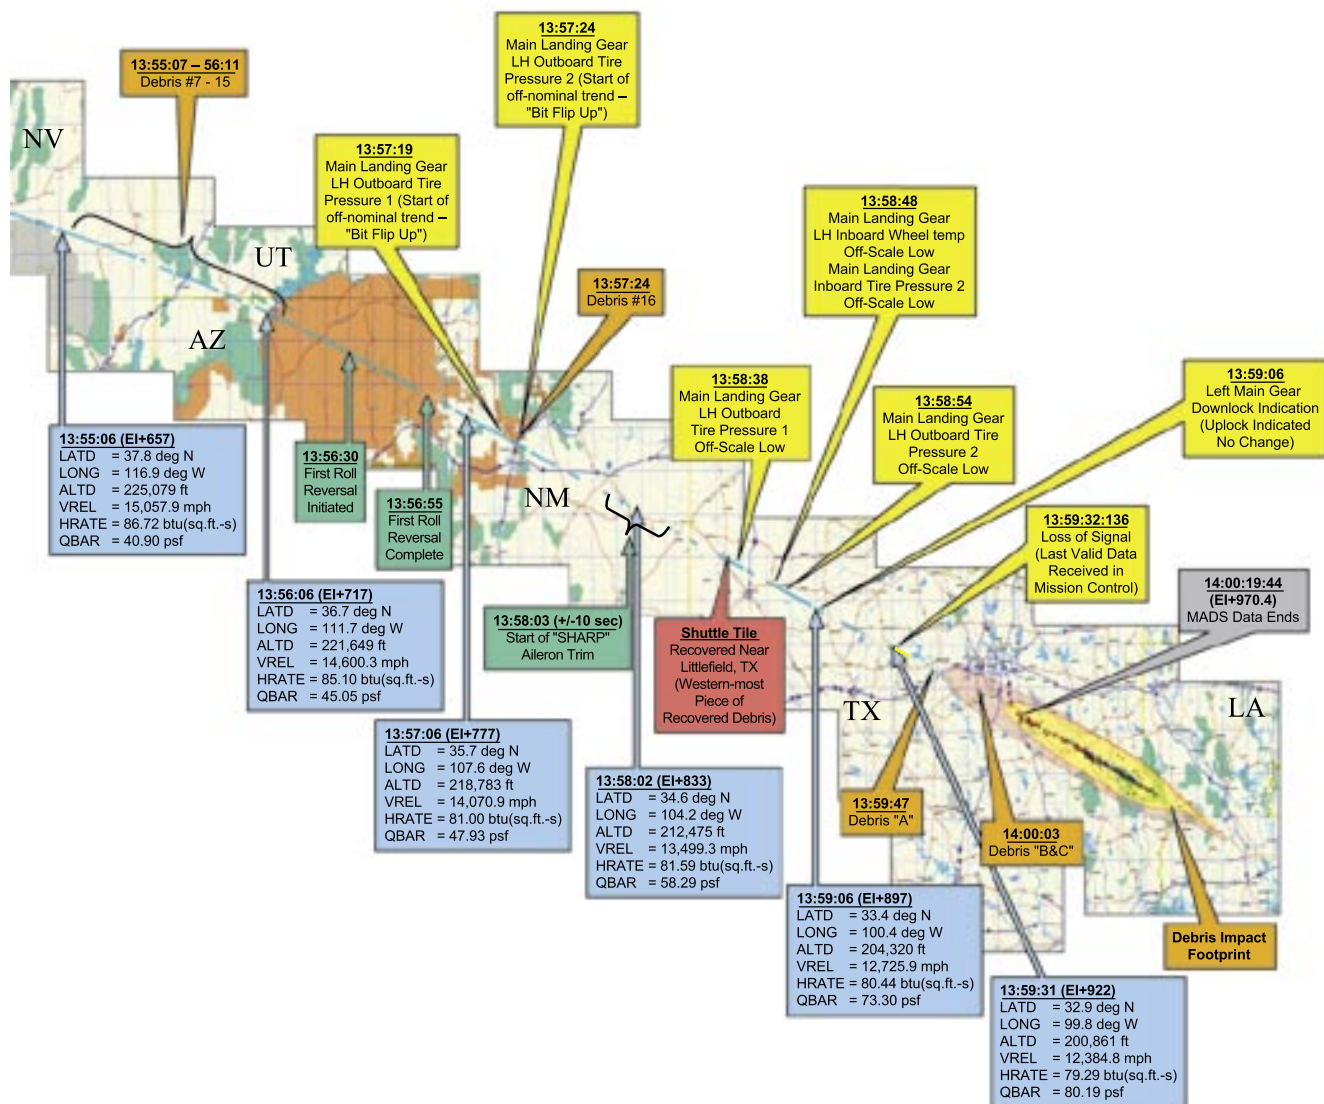 13:57:24
Main Landing Gear
LH Outboard Tire
Pressure 2 (Start of
off-nominal trend –
"Bit Flip Up")
13:55:07 – 56:11
Debris #7 - 15
NV
13:57:19
Main Landing Gear
LH Outboard Tire
Pressure 1 (Start of
off-nominal trend –
"Bit Flip Up")
13:58:48
Main Landing Gear
LH Inboard Wheel temp
Off-Scale Low
Main Landing Gear
Inboard Tire Pressure 2
Off-Scale Low
UT
13:57:24
Debris #16
AZ
13:58:38
Main Landing Gear
LH Outboard
Tire Pressure 1
Off-Scale Low
13:58:54
Main Landing Gear
LH Outboard Tire
Pressure 2
Off-Scale Low
13:59:06
Left Main Gear
Downlock Indication
(Uplock Indicated
No Change)
13:55:06 (EI+657)
LATD = 37.8 deg N
LONG = 116.9 deg W
ALTD = 225,079 ft
VREL = 15,057.9 mph
HRATE = 86.72 btu(sq.ft.-s)
QBAR = 40.90 psf
13:56:30
First Roll
Reversal
Initiated
13:56:55
First Roll
Reversal
Complete
NM
13:59:32:136
Loss of Signal
(Last Valid Data
Received in
Mission Control)
14:00:19:44
(EI+970.4)
MADS Data Ends
13:56:06 (EI+717)
LATD = 36.7 deg N
LONG = 111.7 deg W
ALTD = 221,649 ft
VREL = 14,600.3 mph
HRATE = 85.10 btu(sq.ft.-s)
QBAR = 45.05 psf
13:58:03 (+/-10 sec)
Start of "SHARP"
Aileron Trim
Shuttle Tile
Recovered Near
Littlefield, TX
(Western-most
Piece of
Recovered Debris)
TX
LA
13:57:06 (EI+777)
LATD = 35.7 deg N
LONG = 107.6 deg W
ALTD = 218,783 ft
VREL = 14,070.9 mph
HRATE = 81.00 btu(sq.ft.-s)
QBAR = 47.93 psf
13:58:02 (EI+833)
LATD = 34.6 deg N
LONG = 104.2 deg W
ALTD = 212,475 ft
VREL = 13,499.3 mph
HRATE = 81.59 btu(sq.ft.-s)
QBAR = 58.29 psf
13:59:47
Debris "A"
14:00:03
Debris "B&C"
13:59:06 (EI+897)
LATD = 33.4 deg N
LONG = 100.4 deg W
ALTD = 204,320 ft
VREL = 12,725.9 mph
HRATE = 80.44 btu(sq.ft.-s)
QBAR = 73.30 psf
Debris Impact
Footprint
13:59:31 (EI+922)
LATD = 32.9 deg N
LONG = 99.8 deg W
ALTD = 200,861 ft
VREL = 12,384.8 mph
HRATE = 79.29 btu(sq.ft.-s)
QBAR = 80.19 psf